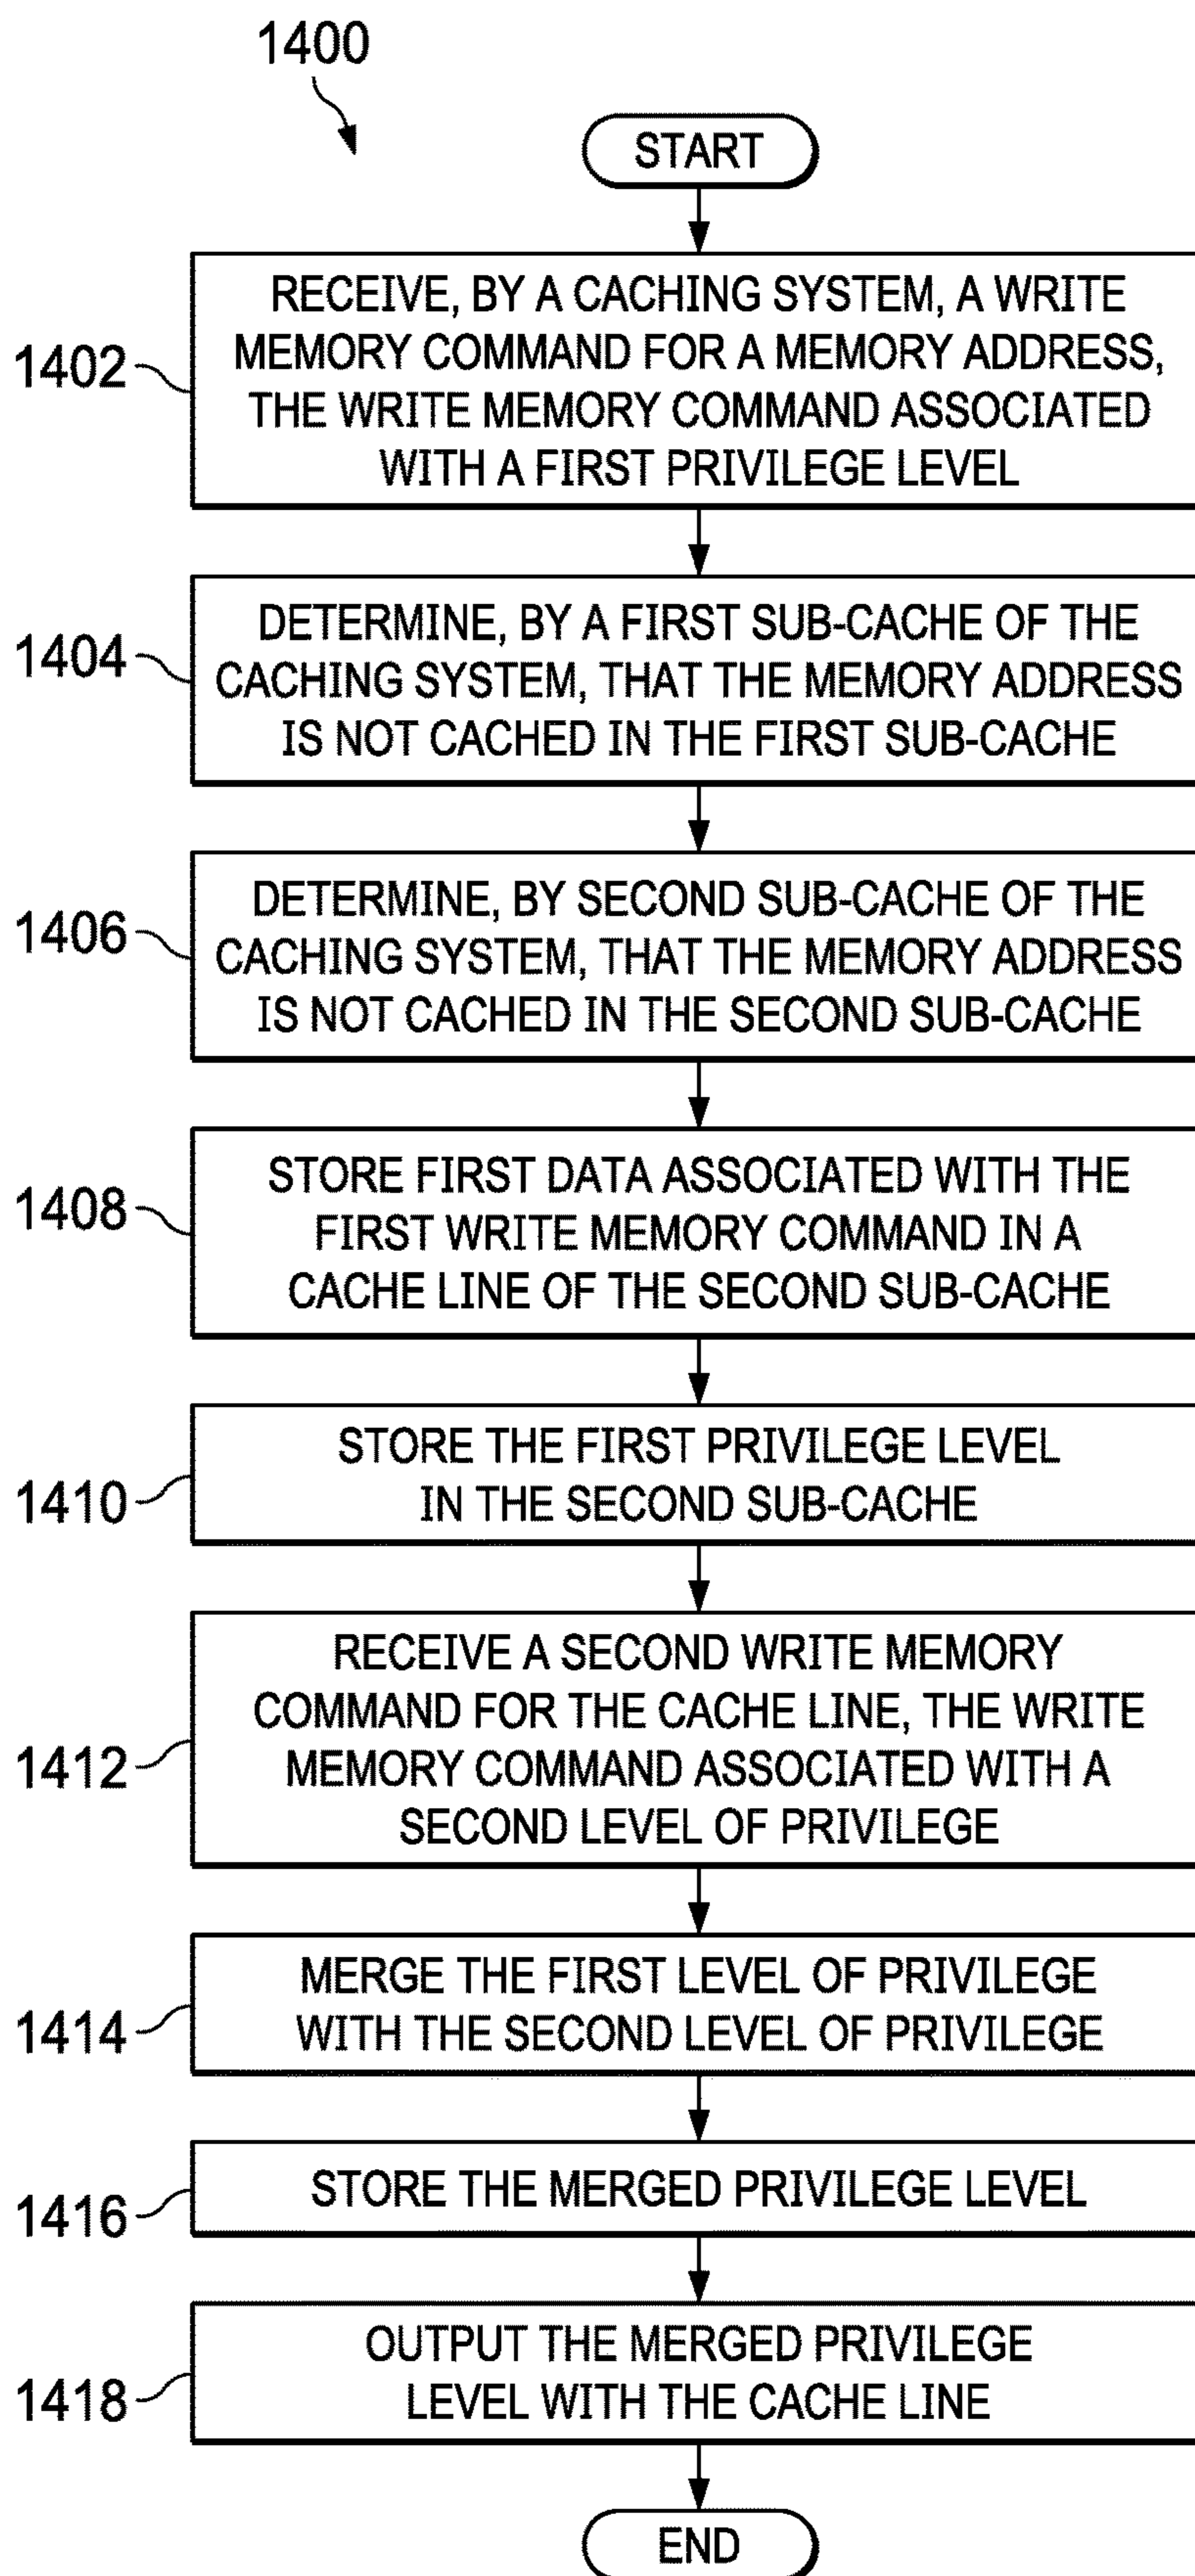 1400
START
1402
RECEIVE, BY A CACHING SYSTEM, A WRITE
MEMORY COMMAND FOR A MEMORY ADDRESS,
THE WRITE MEMORY COMMAND ASSOCIATED
WITH A FIRST PRIVILEGE LEVEL
1404
DETERMINE, BY A FIRST SUB-CACHE OF THE
CACHING SYSTEM, THAT THE MEMORY ADDRESS
IS NOT CACHED IN THE FIRST SUB-CACHE
1406
DETERMINE, BY SECOND SUB-CACHE OF THE
CACHING SYSTEM, THAT THE MEMORY ADDRESS
IS NOT CACHED IN THE SECOND SUB-CACHE
1408
STORE FIRST DATA ASSOCIATED WITH THE
FIRST WRITE MEMORY COMMAND IN A
CACHE LINE OF THE SECOND SUB-CACHE
1410
STORE THE FIRST PRIVILEGE LEVEL
IN THE SECOND SUB-CACHE
1412
RECEIVE A SECOND WRITE MEMORY
COMMAND FOR THE CACHE LINE, THE WRITE
MEMORY COMMAND ASSOCIATED WITH A
SECOND LEVEL OF PRIVILEGE
1414
MERGE THE FIRST LEVEL OF PRIVILEGE
WITH THE SECOND LEVEL OF PRIVILEGE
1416
STORE THE MERGED PRIVILEGE LEVEL
1418
OUTPUT THE MERGED PRIVILEGE
LEVEL WITH THE CACHE LINE
END